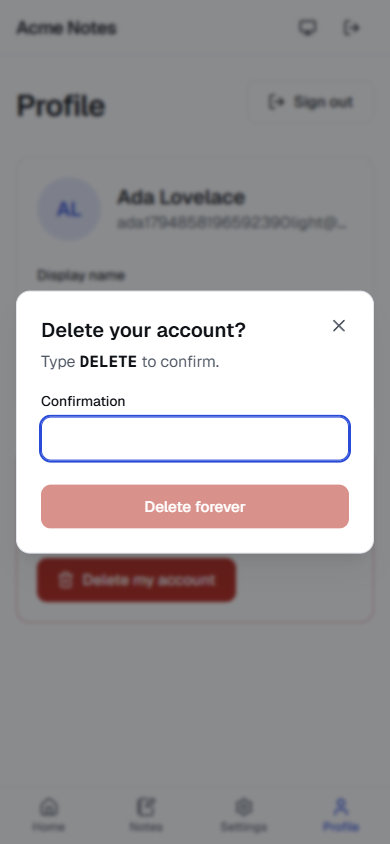 Acme Notes
Profile
Sign out
AL
Ada Lovelace
Display name
Delete your account?
Type DELETE to confirm.
Confirmation
Delete forever
Delete my account
Home
Notes
Settings
Profile